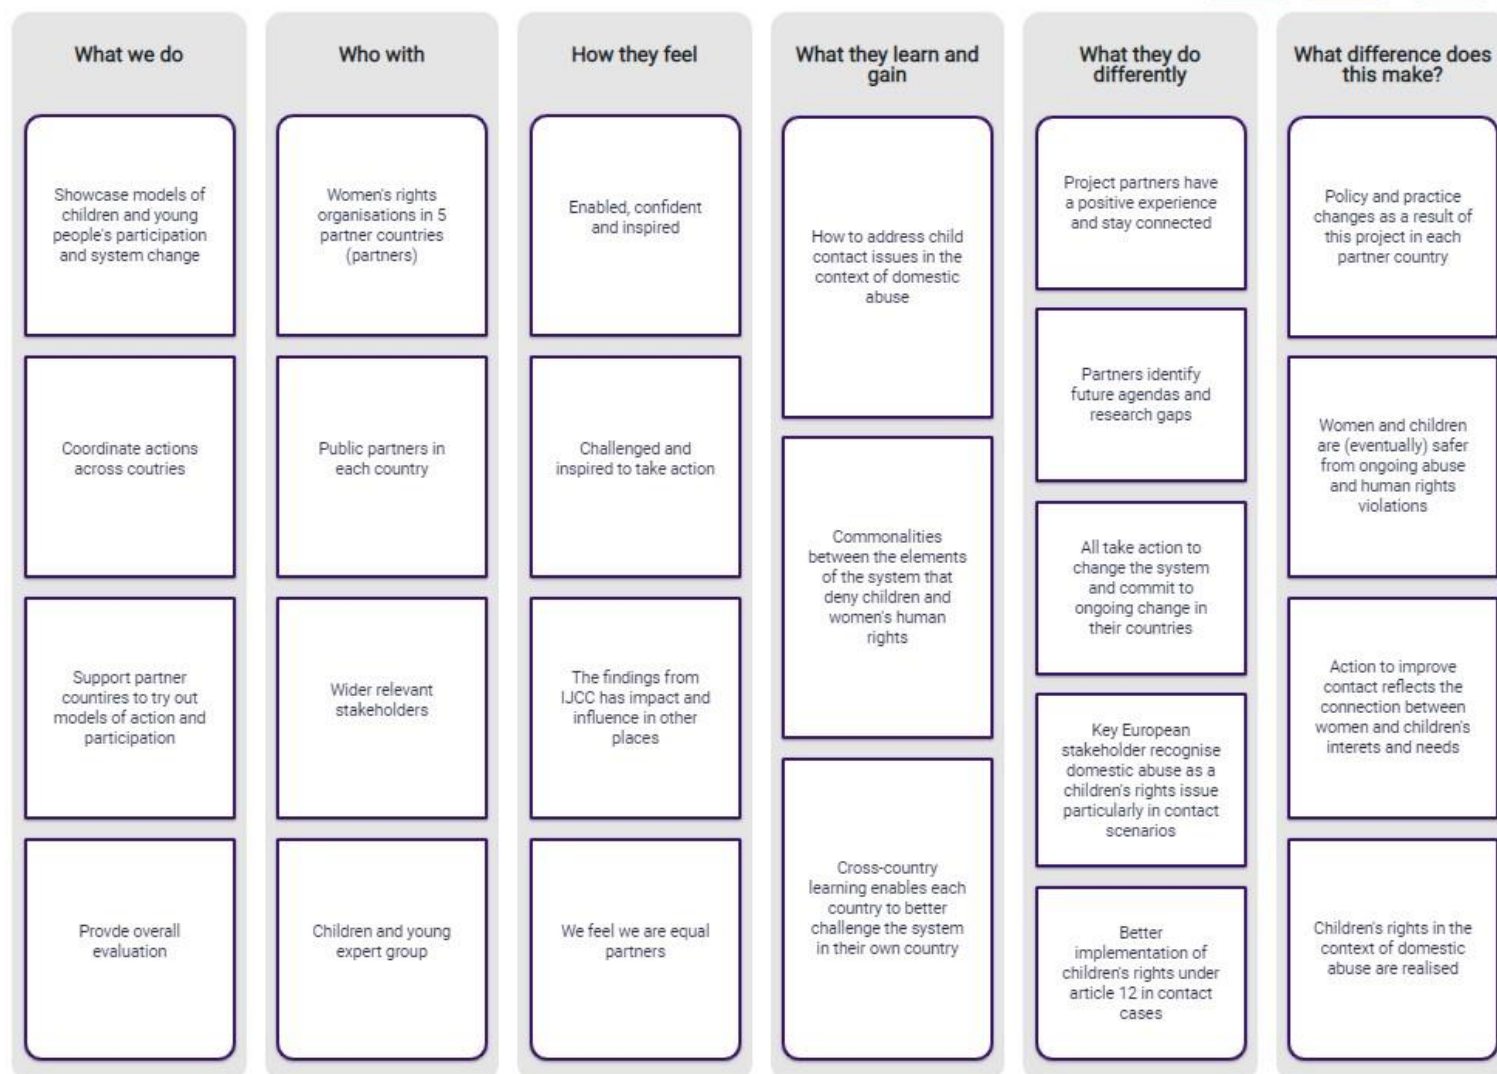 What we do
Showcase models of
children and young
people's participation
and system change
Coordinate actions
across coutries
Support partner
countires to try out
models of action and
participation
Provde overall
evaluation
Who with
Women's rights
organisations in 5
partner countries
(partners)
Public partners in
each country
Wider relevant
stakeholders
Children and young
expert group
How they feel
Enabled, confident
and inspired
Challenged and
inspired to take action
The findings from
IJCC has impact and
influence in other
places
We feel we are equal
partners
What they learn and
gain
How to address child
contact issues in the
context of domestic
abuse
Commonalities
between the elements
of the system that
deny children and
women's human
rights
Cross-country
learning enables each
country to better
challenge the system
in their own country
What they do
differently
Project partners have
a positive experience
and stay connected
Partners identify
future agendas and
research gaps
All take action to
change the system
and commit to
ongoing change in
their countries
Key European
stakeholder recognise
domestic abuse as a
children's rights issue
particularly in contact
scenarios
Better
implementation of
children's rights under
article 12 in contact
cases
What difference does
this make?
Policy and practice
changes as a result of
this project in each
partner country
Women and children
are (eventually) safer
from ongoing abuse
and human rights
violations
Action to improve
contact reflects the
connection between
women and children's
interets and needs
Children's rights in the
context of domestic
abuse are realised